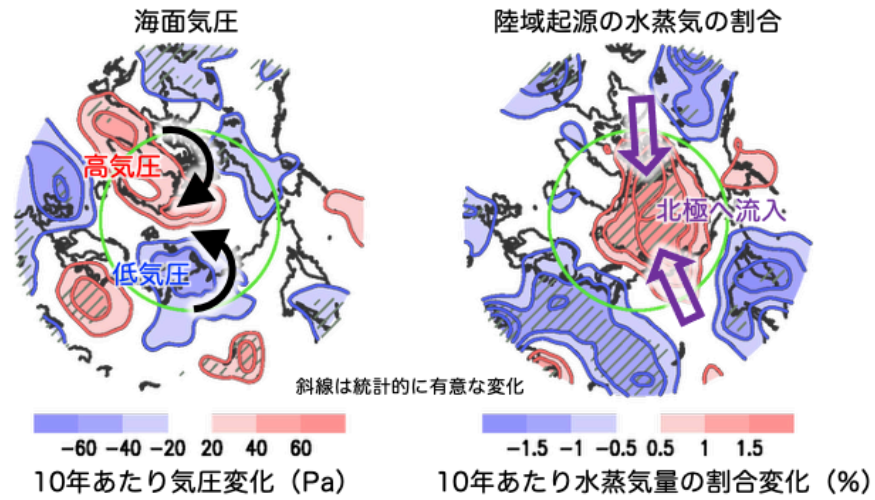 海面気圧
陸域起源の水蒸気の割合
高気圧
低気圧
北極へ流入
斜線は統計的に有意な変化
−60 −40 −20 20 40 60
−1.5 −1 −0.5 0.5 1 1.5
10年あたり気圧変化（Pa）
10年あたり水蒸気量の割合変化（%）